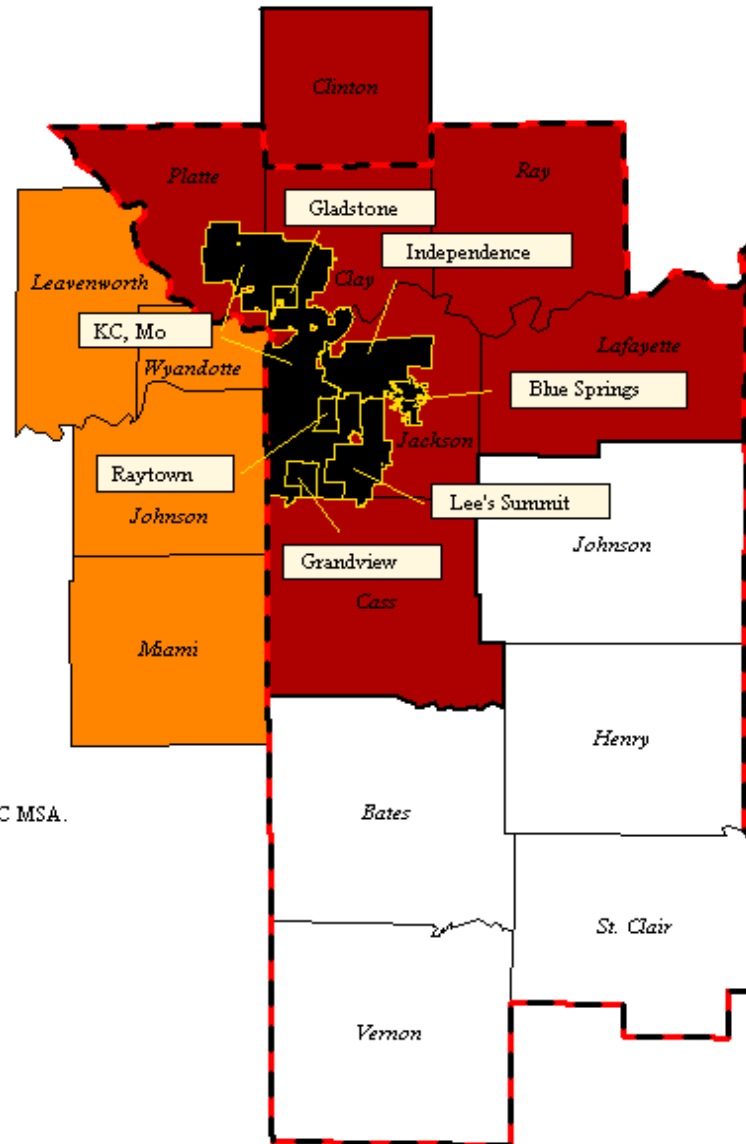 Clinton
Platte
Ray
Gladstone
Independence
Leavenworth
Clay
KC, Mo
Lafayette
Wyandotte
Blue Springs
Jackson
Raytown
Lee's Summit
Johnson
Johnson
Grandview
Cass
Miami
Henry
Bates
C MSA.
St. Clair
Vernon